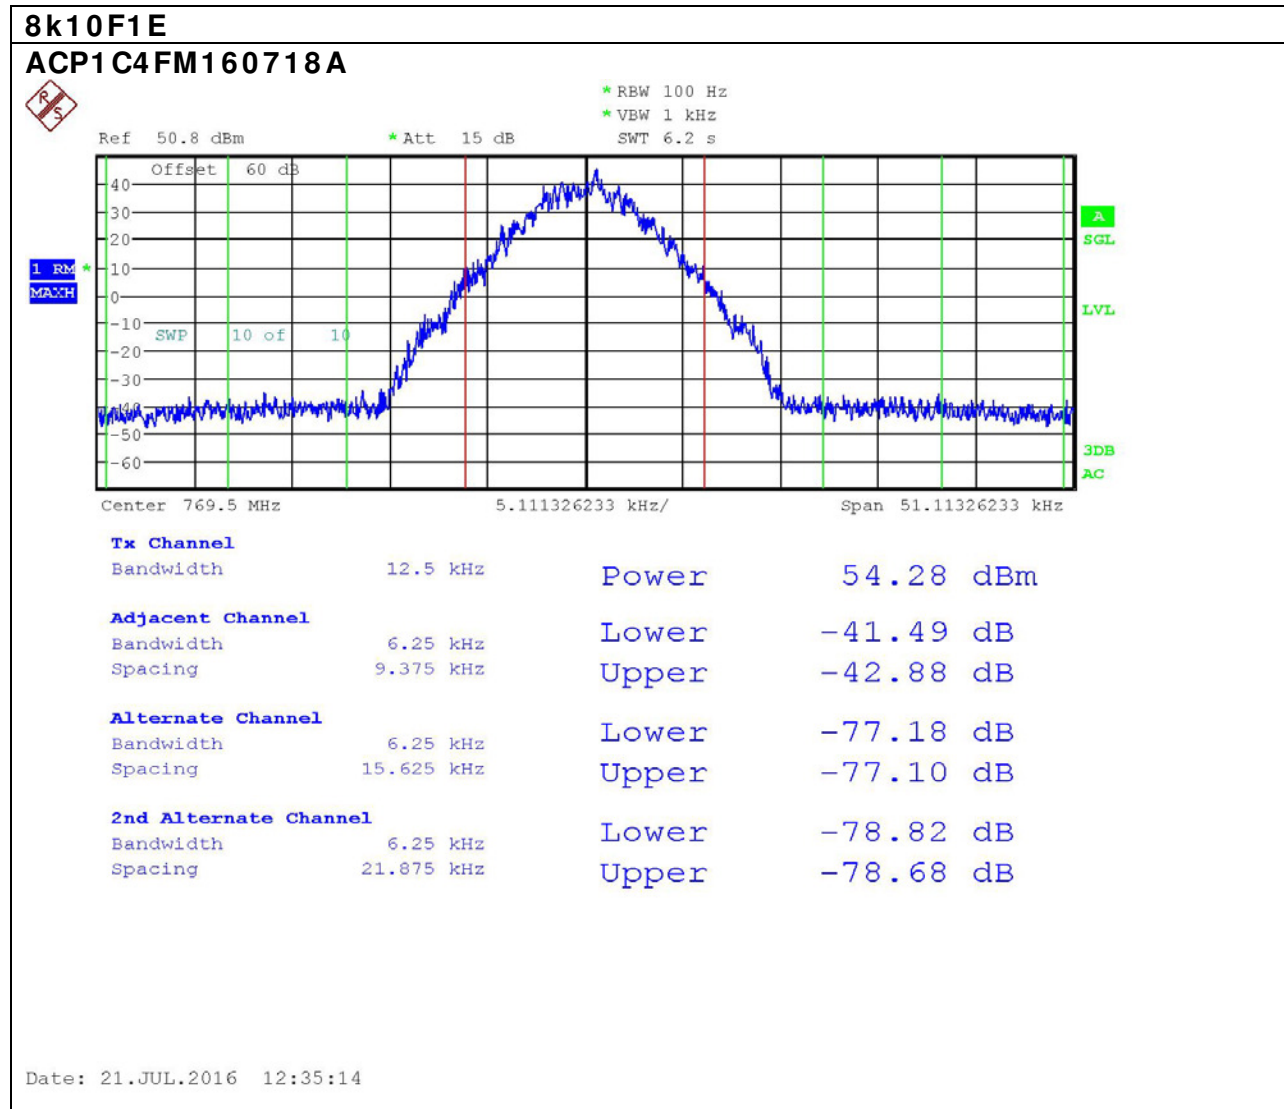 8k10F1E
ACP1C4FM160718A
R S
* RBW 100 Hz
* VBW 1 kHz
Ref 50.8 dBm * Att 15 dB SWT 6.2 s
Offset 60 dB
40
30
20
10
0
-10
-20
-30
-40
-50
-60
SWP 10 of 10
1 RM *
MAXH
A
SGL
LVL
3DB
AC
Center 769.5 MHz 5.111326233 kHz/ Span 51.11326233 kHz
Tx Channel
Bandwidth 12.5 kHz Power 54.28 dBm
Adjacent Channel
Bandwidth 6.25 kHz Lower -41.49 dB
Spacing 9.375 kHz Upper -42.88 dB
Alternate Channel
Bandwidth 6.25 kHz Lower -77.18 dB
Spacing 15.625 kHz Upper -77.10 dB
2nd Alternate Channel
Bandwidth 6.25 kHz Lower -78.82 dB
Spacing 21.875 kHz Upper -78.68 dB
Date: 21.JUL.2016 12:35:14